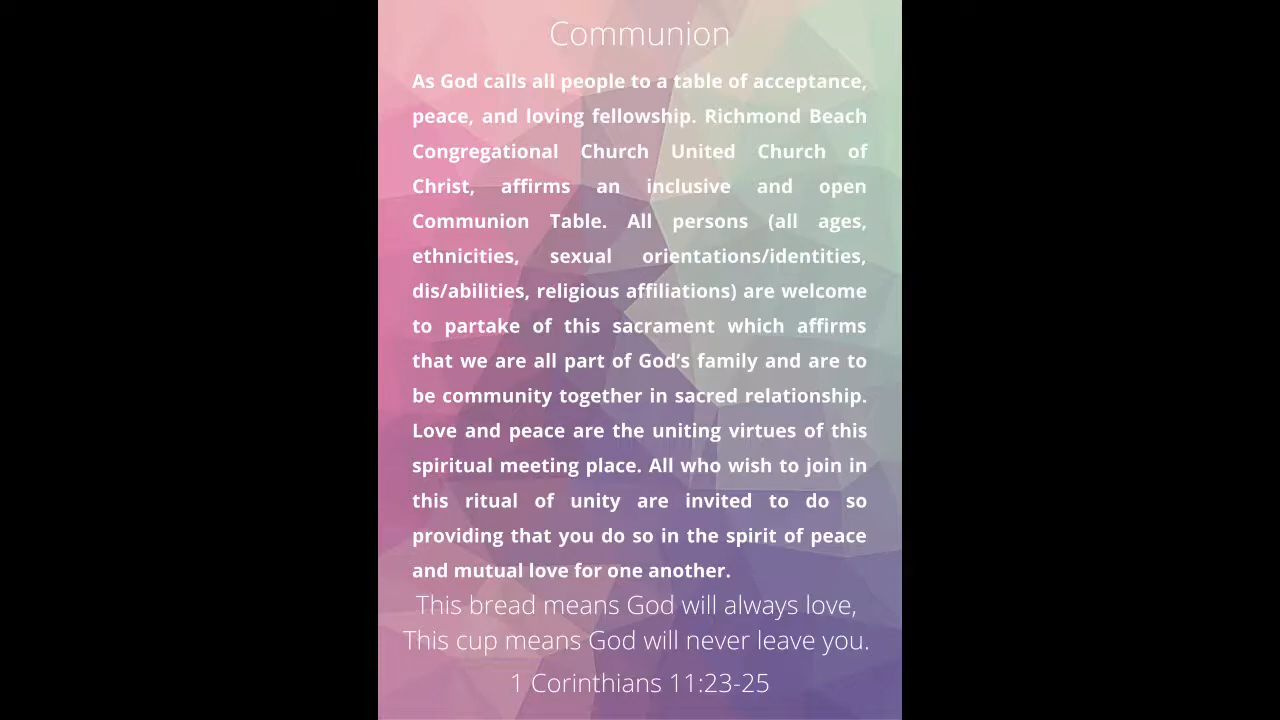 Communion
As God calls all people to a table of acceptance,
peace, and loving fellowship. Richmond Beach
Congregational Church United Church of
Christ, affirms an inclusive and open
Communion Table. All persons (all ages,
ethnicities, sexual orientations/identities,
dis/abilities, religious affiliations) are welcome
to partake of this sacrament which affirms
that we are all part of God’s family and are to
be community together in sacred relationship.
Love and peace are the uniting virtues of this
spiritual meeting place. All who wish to join in
this ritual of unity are invited to do so
providing that you do so in the spirit of peace
and mutual love for one another.
This bread means God will always love,
This cup means God will never leave you.
1 Corinthians 11:23-25